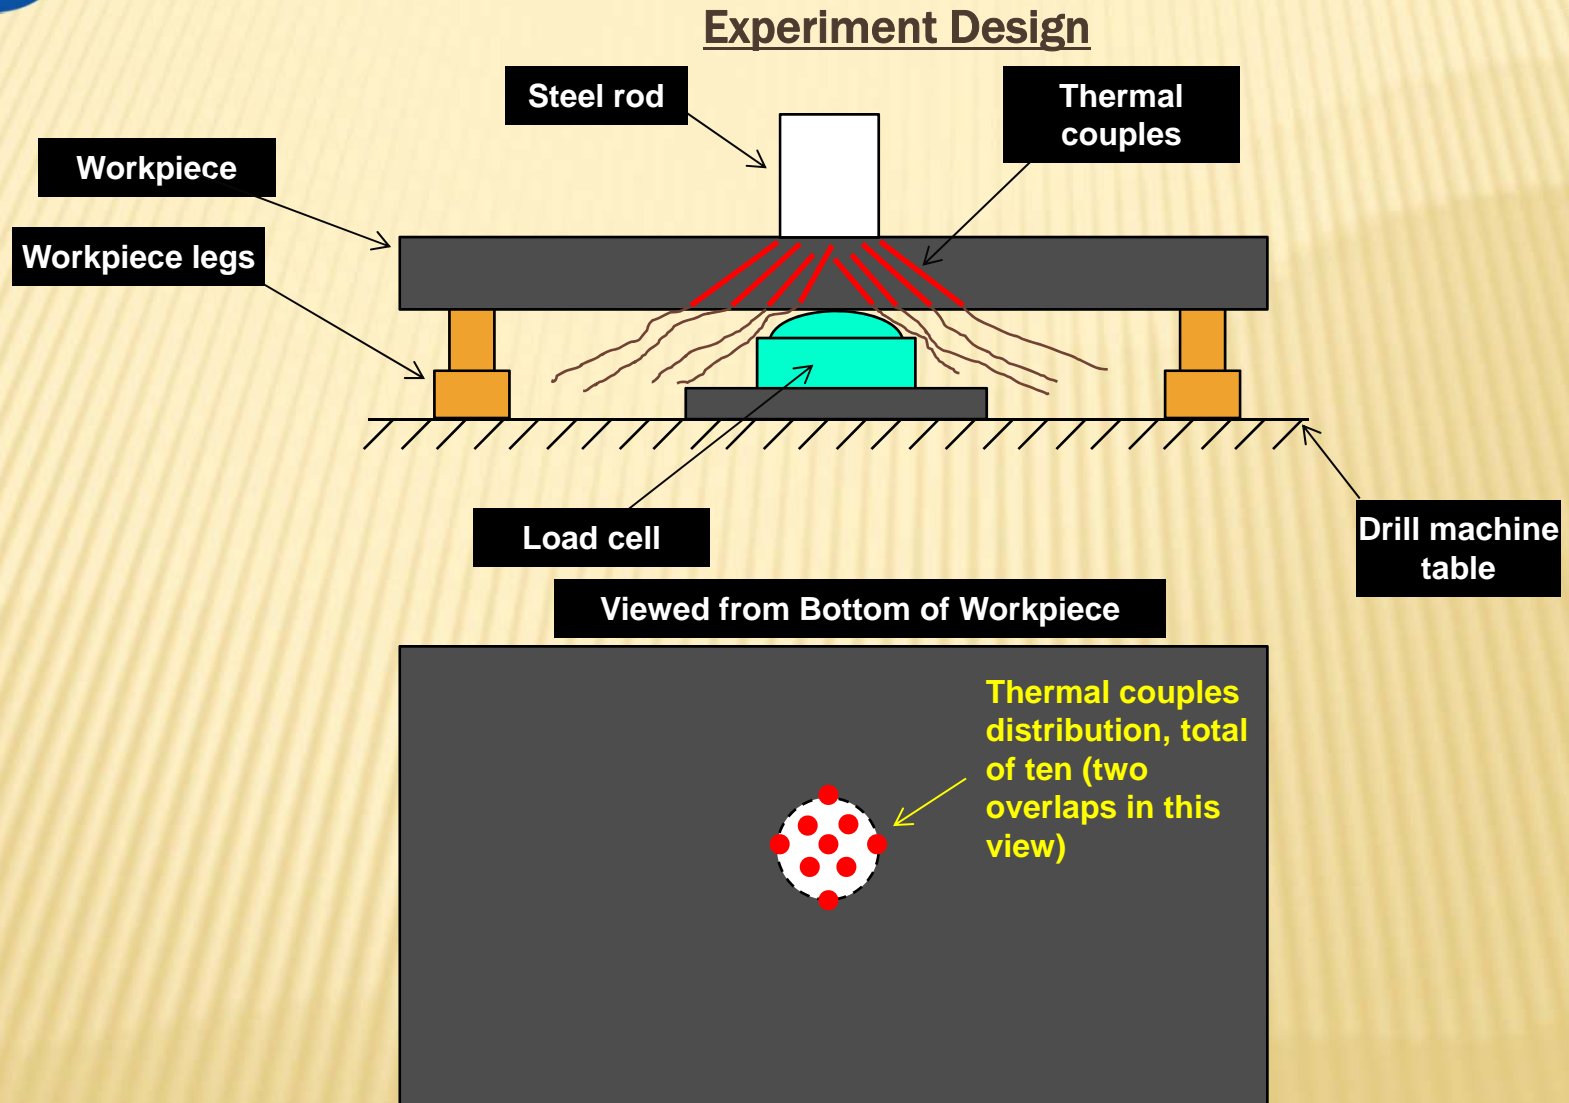 Experiment Design
Steel rod
Thermal
couples
Workpiece
Workpiece legs
Load cell
Drill machine
table
Viewed from Bottom of Workpiece
Thermal couples
distribution, total
of ten (two
overlaps in this
view)